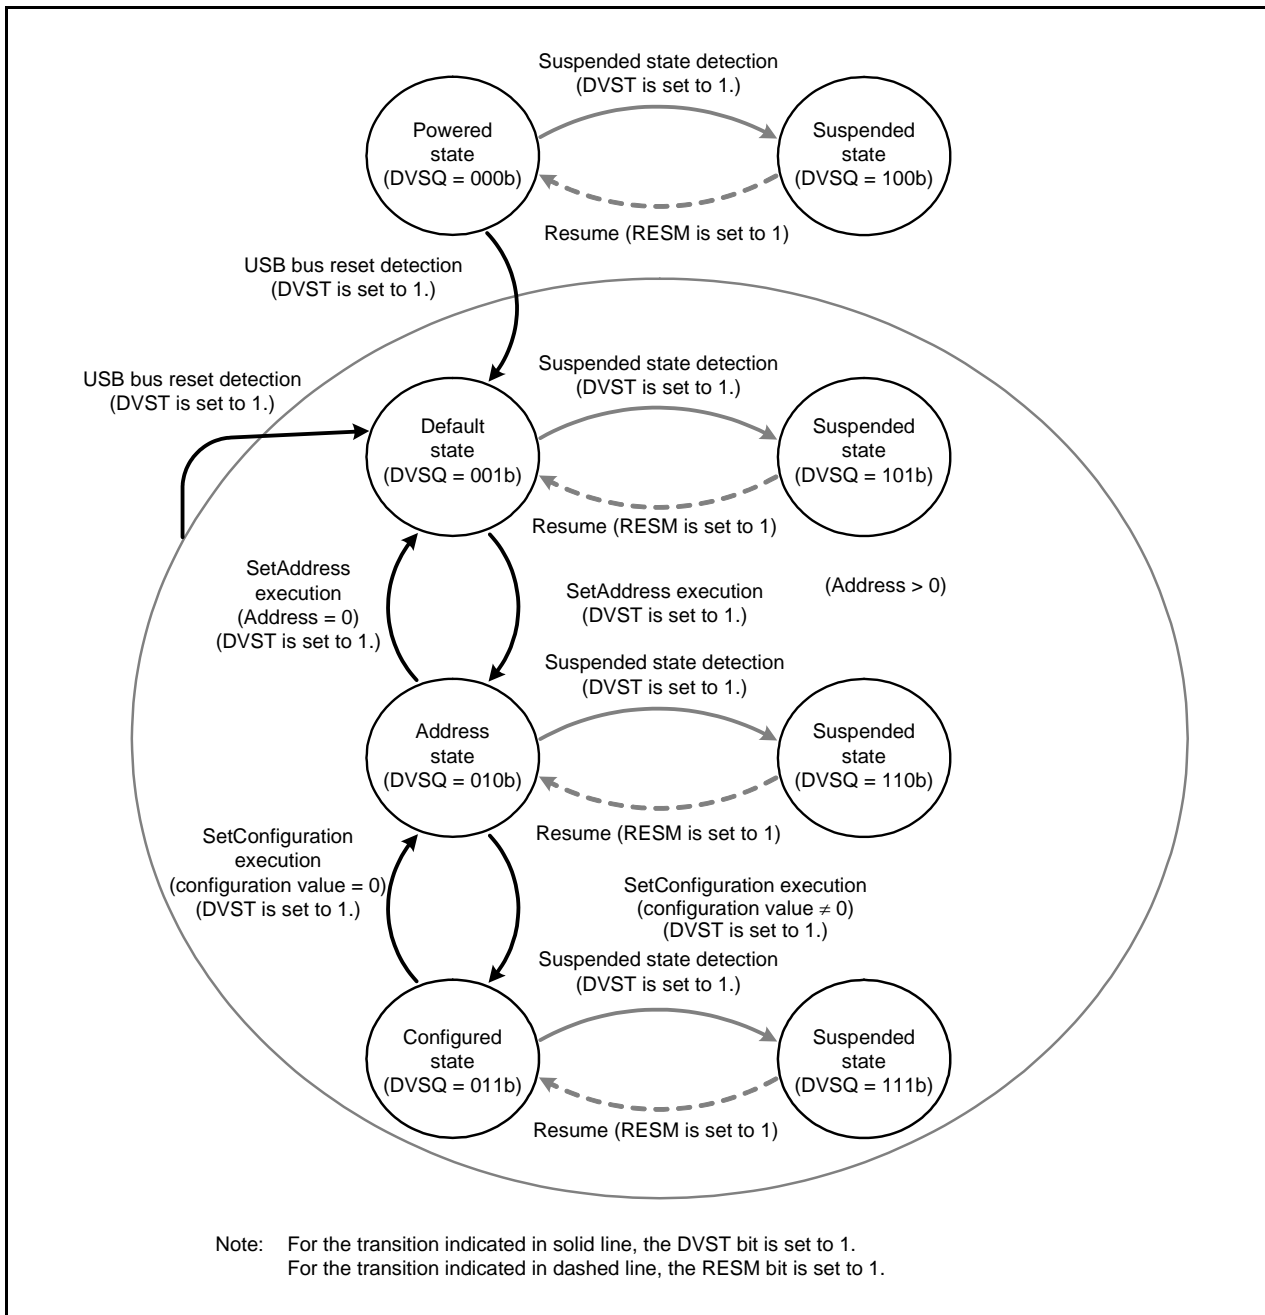 Suspended state detection
(DVST is set to 1.)
Powered
state
(DVSQ = 000b)
Suspended
state
(DVSQ = 100b)
Resume (RESM is set to 1)
USB bus reset detection
(DVST is set to 1.)
USB bus reset detection
(DVST is set to 1.)
Suspended state detection
(DVST is set to 1.)
Default
state
(DVSQ = 001b)
Suspended
state
(DVSQ = 101b)
Resume (RESM is set to 1)
SetAddress
execution
(Address = 0)
(DVST is set to 1.)
SetAddress execution
(DVST is set to 1.)
(Address > 0)
Suspended state detection
(DVST is set to 1.)
Address
state
(DVSQ = 010b)
Suspended
state
(DVSQ = 110b)
Resume (RESM is set to 1)
SetConfiguration
execution
(configuration value = 0)
(DVST is set to 1.)
SetConfiguration execution
(configuration value ≠ 0)
(DVST is set to 1.)
Suspended state detection
(DVST is set to 1.)
Configured
state
(DVSQ = 011b)
Suspended
state
(DVSQ = 111b)
Resume (RESM is set to 1)
Note: For the transition indicated in solid line, the DVST bit is set to 1.
For the transition indicated in dashed line, the RESM bit is set to 1.